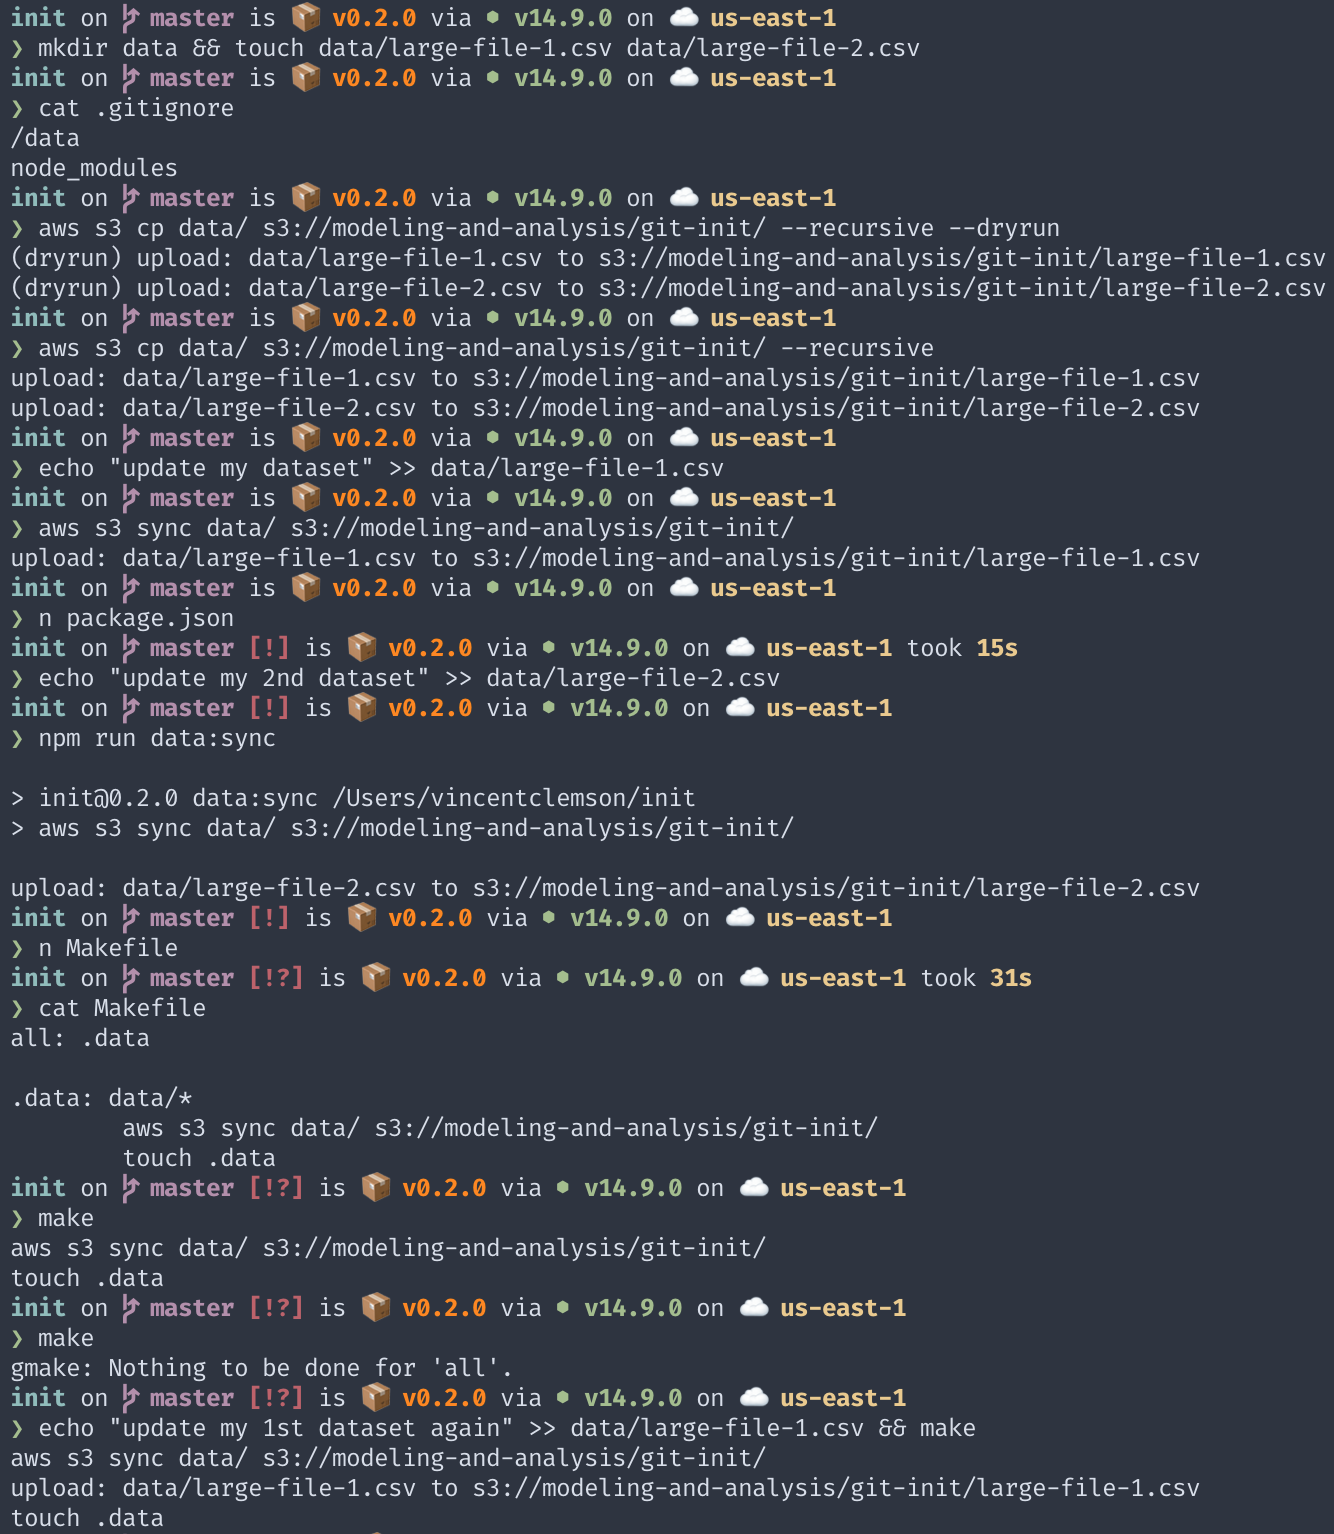 init on master is 📦 v0.2.0 via ⬢ v14.9.0 on ☁️ us-east-1
❯ mkdir data && touch data/large-file-1.csv data/large-file-2.csv
init on master is 📦 v0.2.0 via ⬢ v14.9.0 on ☁️ us-east-1
❯ cat .gitignore
/data
node_modules
init on master is 📦 v0.2.0 via ⬢ v14.9.0 on ☁️ us-east-1
❯ aws s3 cp data/ s3://modeling-and-analysis/git-init/ --recursive --dryrun
(dryrun) upload: data/large-file-1.csv to s3://modeling-and-analysis/git-init/large-file-1.csv
(dryrun) upload: data/large-file-2.csv to s3://modeling-and-analysis/git-init/large-file-2.csv
init on master is 📦 v0.2.0 via ⬢ v14.9.0 on ☁️ us-east-1
❯ aws s3 cp data/ s3://modeling-and-analysis/git-init/ --recursive
upload: data/large-file-1.csv to s3://modeling-and-analysis/git-init/large-file-1.csv
upload: data/large-file-2.csv to s3://modeling-and-analysis/git-init/large-file-2.csv
init on master is 📦 v0.2.0 via ⬢ v14.9.0 on ☁️ us-east-1
❯ echo "update my dataset" >> data/large-file-1.csv
init on master is 📦 v0.2.0 via ⬢ v14.9.0 on ☁️ us-east-1
❯ aws s3 sync data/ s3://modeling-and-analysis/git-init/
upload: data/large-file-1.csv to s3://modeling-and-analysis/git-init/large-file-1.csv
init on master is 📦 v0.2.0 via ⬢ v14.9.0 on ☁️ us-east-1
❯ n package.json
init on master [!] is 📦 v0.2.0 via ⬢ v14.9.0 on ☁️ us-east-1 took 15s
❯ echo "update my 2nd dataset" >> data/large-file-2.csv
init on master [!] is 📦 v0.2.0 via ⬢ v14.9.0 on ☁️ us-east-1
❯ npm run data:sync
> init@0.2.0 data:sync /Users/vincentclemson/init
> aws s3 sync data/ s3://modeling-and-analysis/git-init/
upload: data/large-file-2.csv to s3://modeling-and-analysis/git-init/large-file-2.csv
init on master [!] is 📦 v0.2.0 via ⬢ v14.9.0 on ☁️ us-east-1
❯ n Makefile
init on master [!?] is 📦 v0.2.0 via ⬢ v14.9.0 on ☁️ us-east-1 took 31s
❯ cat Makefile
all: .data
.data: data/*
aws s3 sync data/ s3://modeling-and-analysis/git-init/
touch .data
init on master [!?] is 📦 v0.2.0 via ⬢ v14.9.0 on ☁️ us-east-1
❯ make
aws s3 sync data/ s3://modeling-and-analysis/git-init/
touch .data
init on master [!?] is 📦 v0.2.0 via ⬢ v14.9.0 on ☁️ us-east-1
❯ make
gmake: Nothing to be done for 'all'.
init on master [!?] is 📦 v0.2.0 via ⬢ v14.9.0 on ☁️ us-east-1
❯ echo "update my 1st dataset again" >> data/large-file-1.csv && make
aws s3 sync data/ s3://modeling-and-analysis/git-init/
upload: data/large-file-1.csv to s3://modeling-and-analysis/git-init/large-file-1.csv
touch .data